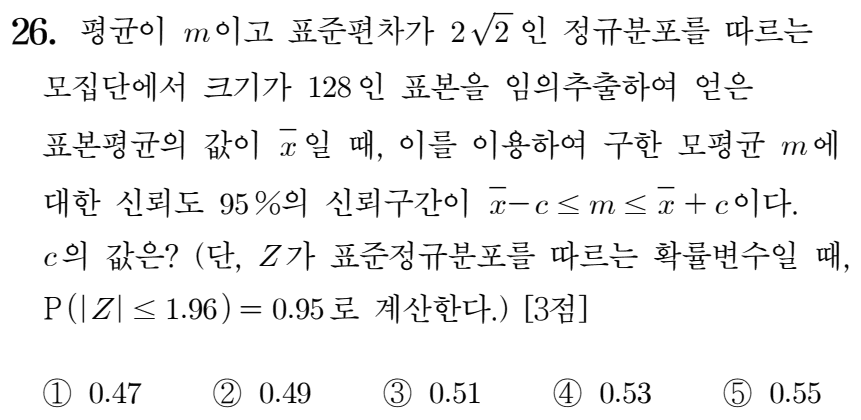 26. 평균이 m이고 표준편차가 2√2 인 정규분포를 따르는
모집단에서 크기가 128인 표본을 임의추출하여 얻은
표본평균의 값이 x̄ 일 때, 이를 이용하여 구한 모평균 m에
대한 신뢰도 95%의 신뢰구간이 x̄-c ≤ m ≤ x̄+c이다.
c의 값은? (단, Z가 표준정규분포를 따르는 확률변수일 때,
P(|Z| ≤ 1.96) = 0.95로 계산한다.) [3점]
① 0.47 ② 0.49 ③ 0.51 ④ 0.53 ⑤ 0.55